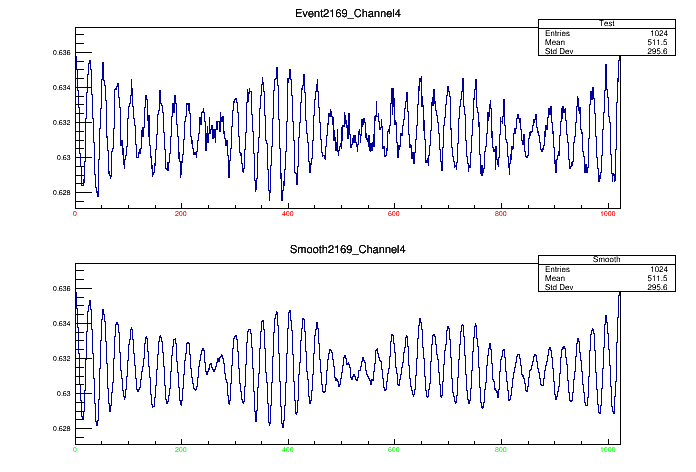 Event2169_Channel4
Test
Entries 1024
Mean 511.5
Std Dev 295.6
0.636
0.634
0.632
0.63
0.628
0 200 400 600 800 1000
Smooth2169_Channel4
Smooth
Entries 1024
Mean 511.5
Std Dev 295.6
0.636
0.634
0.632
0.63
0.628
0 200 400 600 800 1000